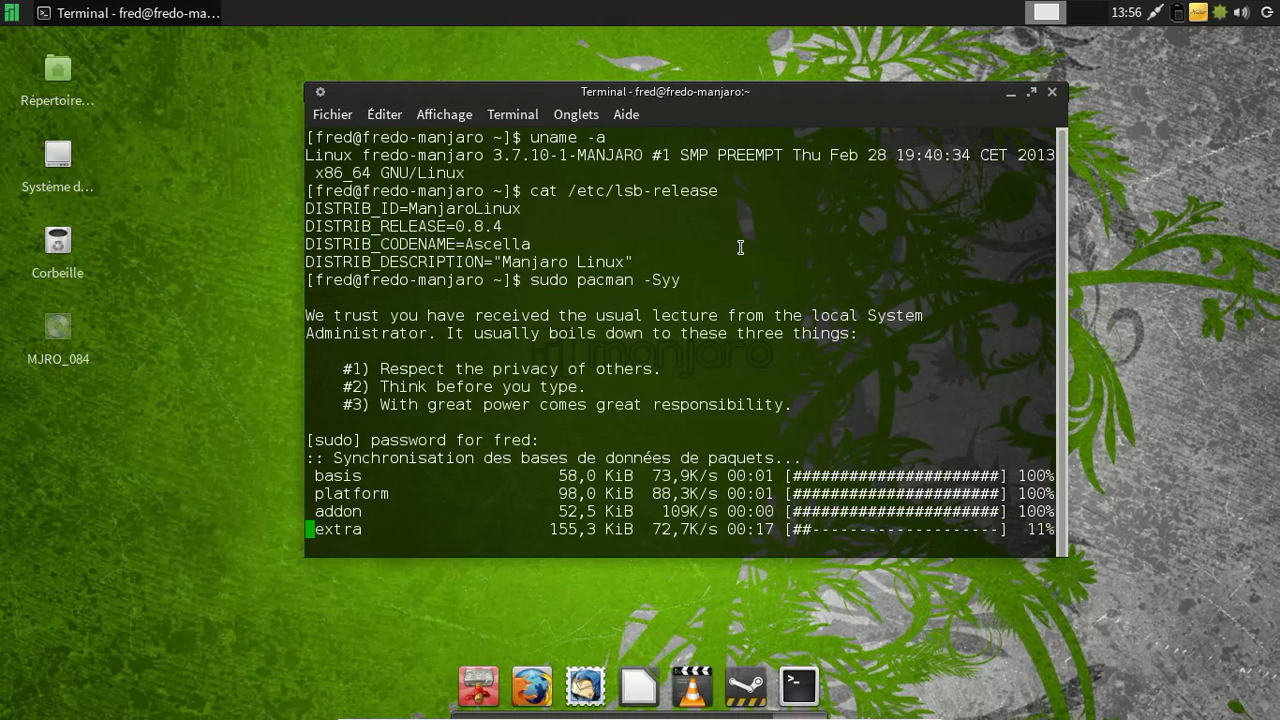 Terminal - fred@fredo-ma...
13:56
Répertoire...
Système d...
Corbeille
MJRO_084
Terminal - fred@fredo-manjaro:~
Fichier Éditer Affichage Terminal Onglets Aide
[fred@fredo-manjaro ~]$ uname -a
Linux fredo-manjaro 3.7.10-1-MANJARO #1 SMP PREEMPT Thu Feb 28 19:40:34 CET 2013
x86_64 GNU/Linux
[fred@fredo-manjaro ~]$ cat /etc/lsb-release
DISTRIB_ID=ManjaroLinux
DISTRIB_RELEASE=0.8.4
DISTRIB_CODENAME=Ascella
DISTRIB_DESCRIPTION="Manjaro Linux"
[fred@fredo-manjaro ~]$ sudo pacman -Syy
We trust you have received the usual lecture from the local System
Administrator. It usually boils down to these three things:
manjaro
#1) Respect the privacy of others.
#2) Think before you type.
#3) With great power comes great responsibility.
[sudo] password for fred:
:: Synchronisation des bases de données de paquets...
basis 58,0 KiB 73,9K/s 00:01 [######################] 100%
platform 98,0 KiB 88,3K/s 00:01 [######################] 100%
addon 52,5 KiB 109K/s 00:00 [######################] 100%
extra 155,3 KiB 72,7K/s 00:17 [##--------------------] 11%